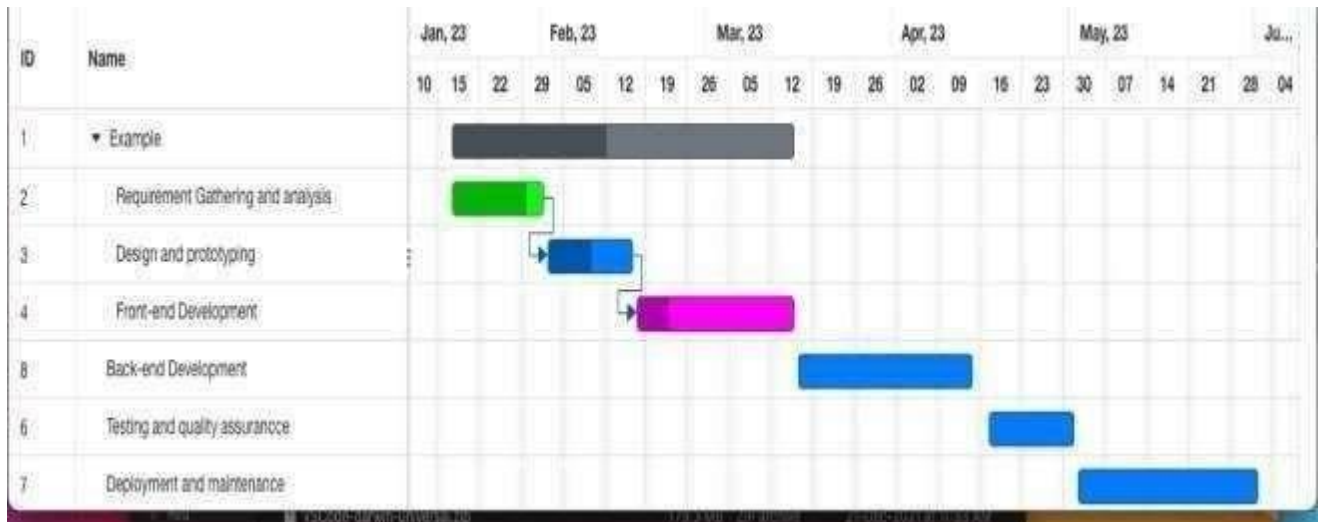 Jan, 23 Feb, 23 Mar, 23 Apr, 23 May, 23 Ju...
ID Name
10 15 22 29 05 12 19 26 05 12 19 26 02 09 16 23 30 07 14 21 28 04
1 Example
2 Requirement Gathering and analysis
3 Design and prototyping
4 Front-end Development
8 Back-end Development
6 Testing and quality assurancce
7 Deployment and maintenance